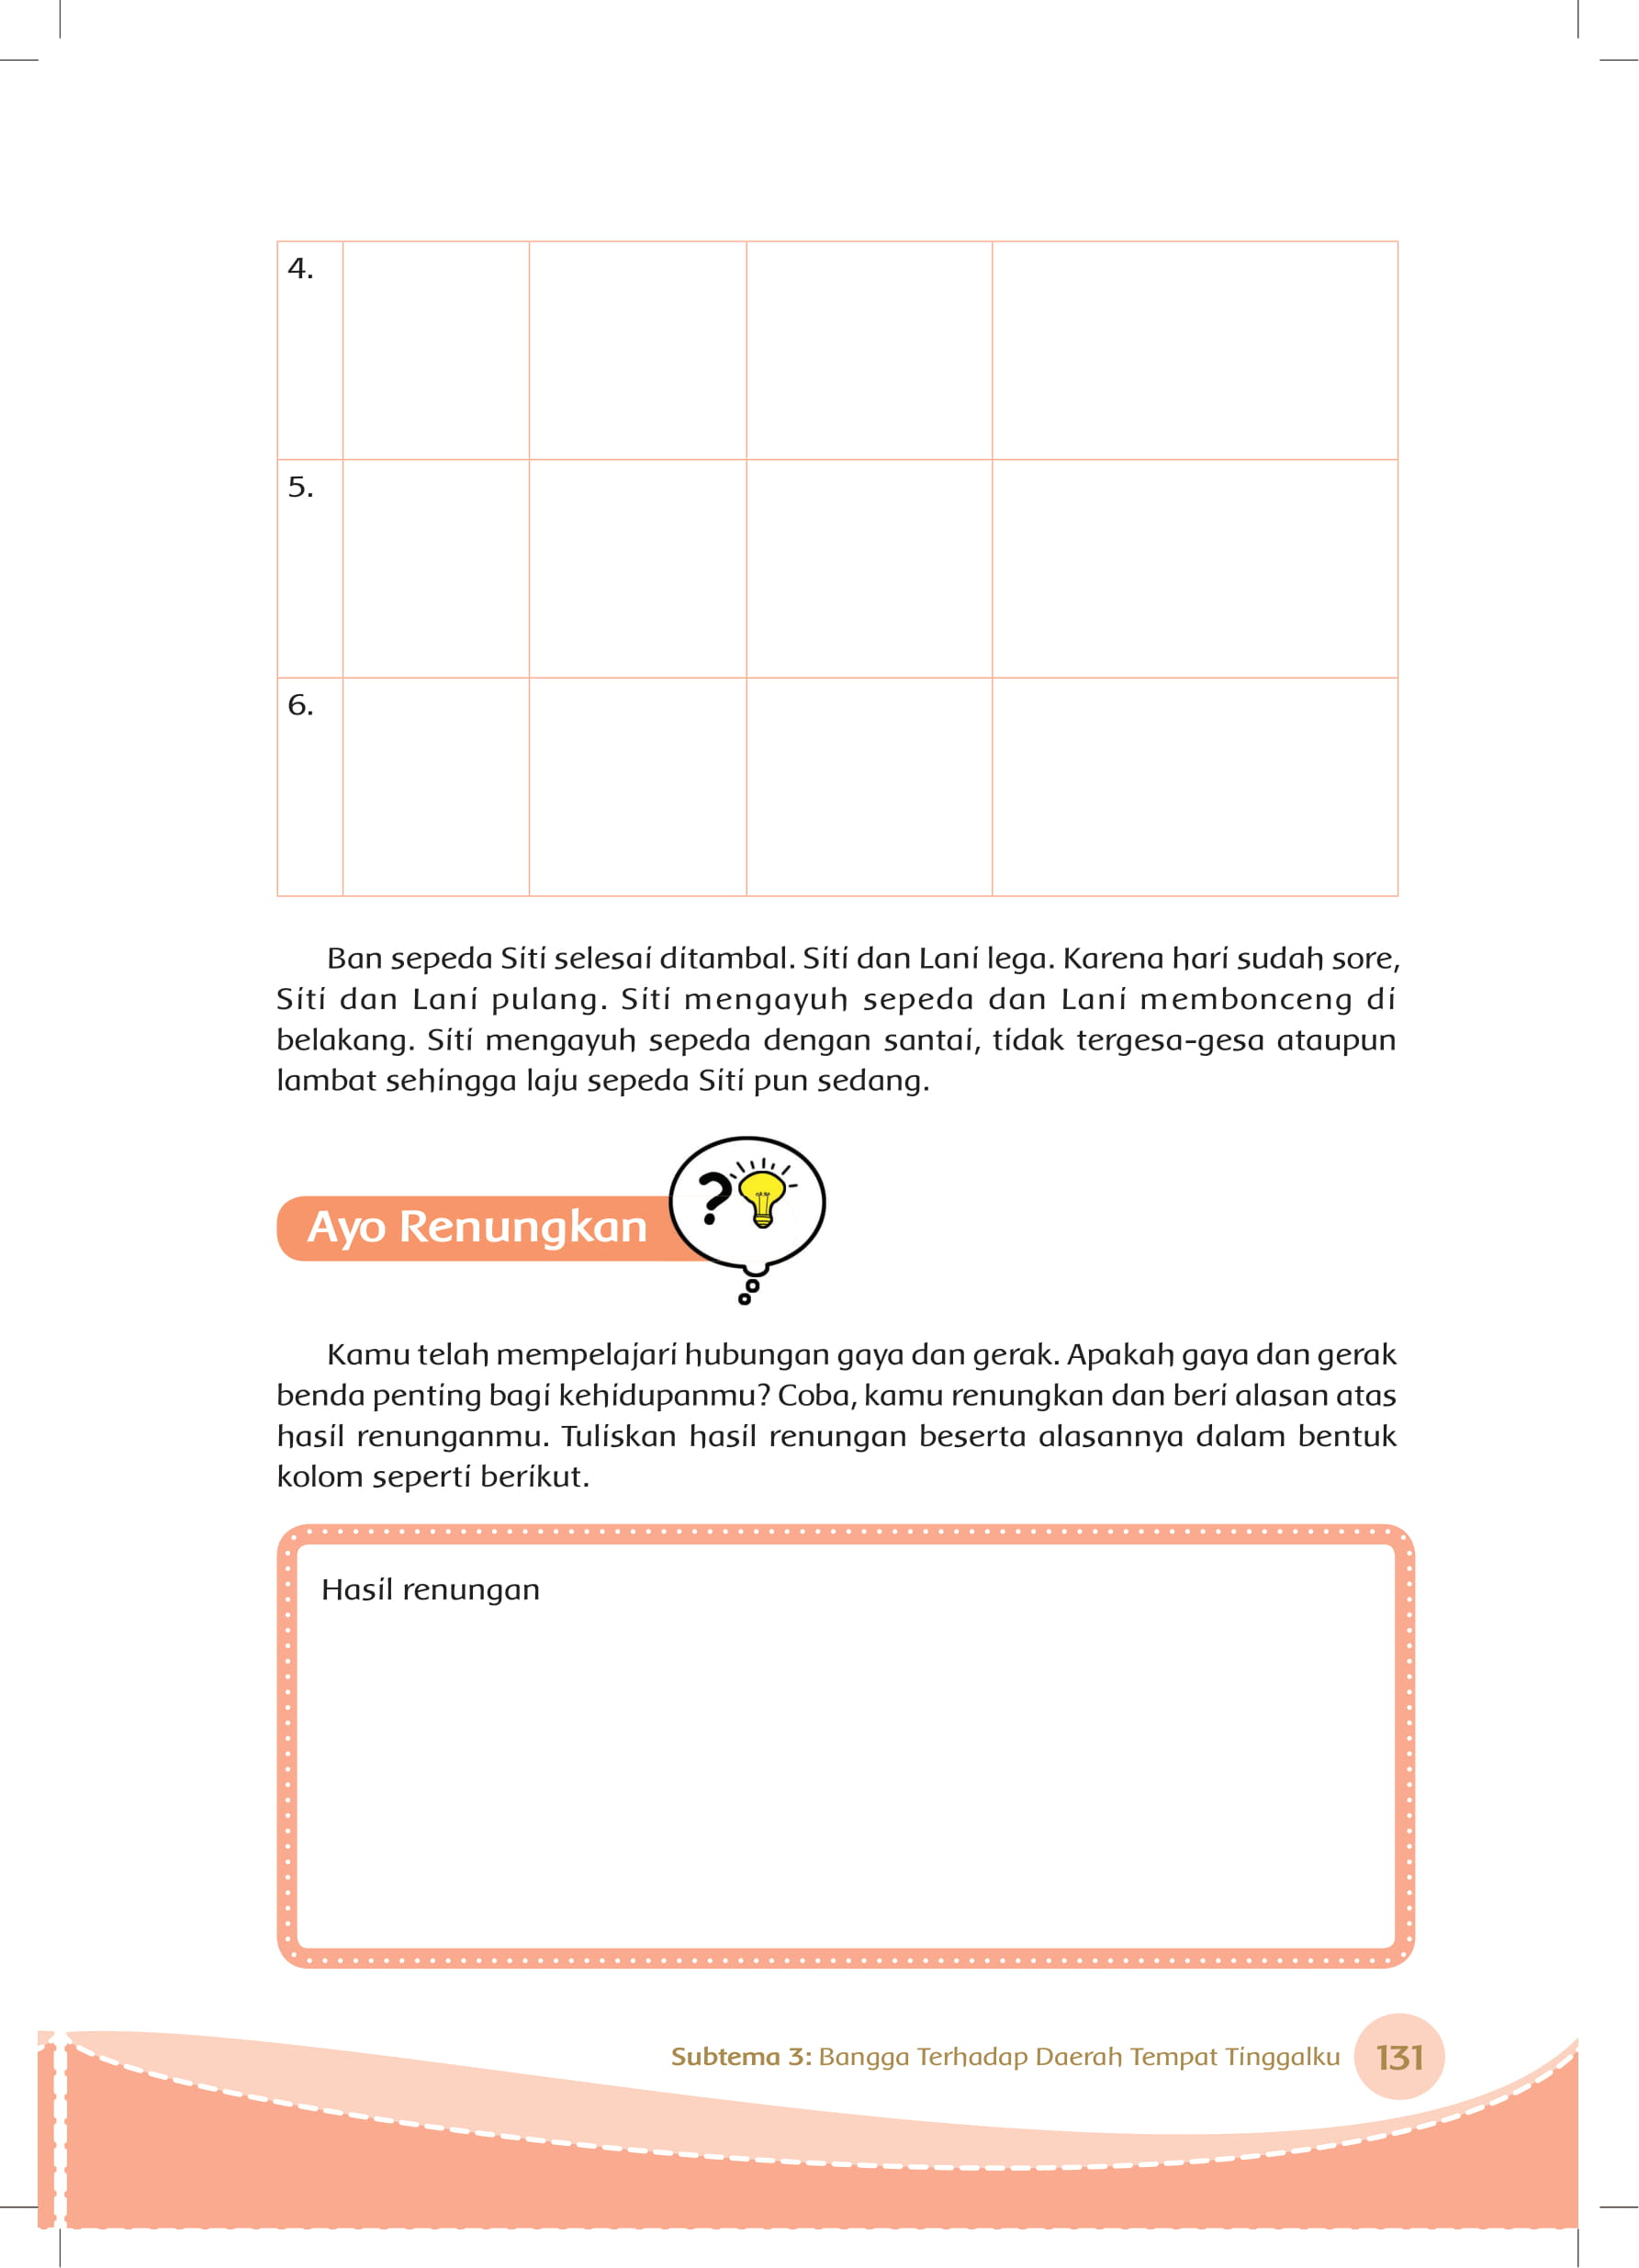 4.
5.
6.
Ban sepeda Siti selesai ditambal. Siti dan Lani lega. Karena hari sudah sore,
Siti dan Lani pulang. Siti mengayuh sepeda dan Lani membonceng di
belakang. Siti mengayuh sepeda dengan santai, tidak tergesa-gesa ataupun
lambat sehingga laju sepeda Siti pun sedang.
Ayo Renungkan
?
Kamu telah mempelajari hubungan gaya dan gerak. Apakah gaya dan gerak
benda penting bagi kehidupanmu? Coba, kamu renungkan dan beri alasan atas
hasil renunganmu. Tuliskan hasil renungan beserta alasannya dalam bentuk
kolom seperti berikut.
Hasil renungan
Subtema 3: Bangga Terhadap Daerah Tempat Tinggalku 131